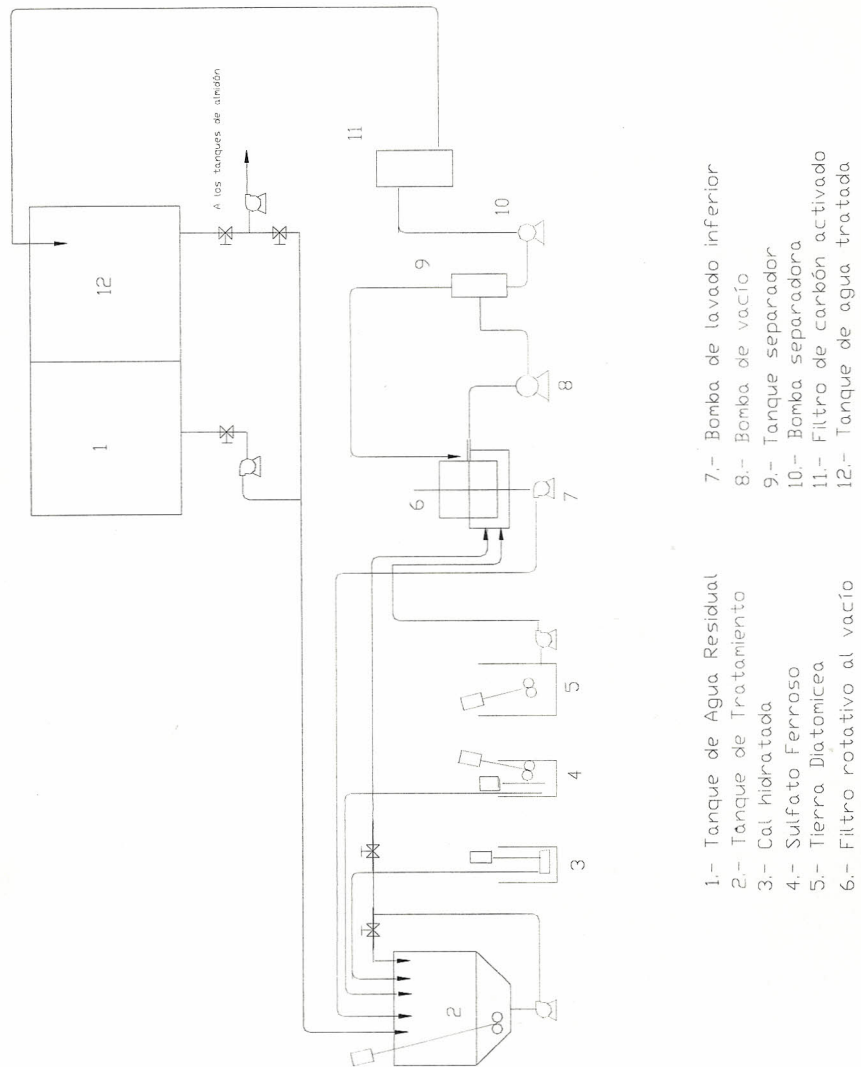 1
12
A los tanques de almidón
2
3
4
5
6
7
8
9
10
11
1.- Tanque de Agua Residual
2.- Tanque de Tratamiento
3.- Cal hidratada
4.- Sulfato Ferroso
5.- Tierra Diatomicea
6.- Filtro rotativo al vacío
7.- Bomba de lavado inferior
8.- Bomba de vacío
9.- Tanque separador
10.- Bomba separadora
11.- Filtro de carbón activado
12.- Tanque de agua tratada